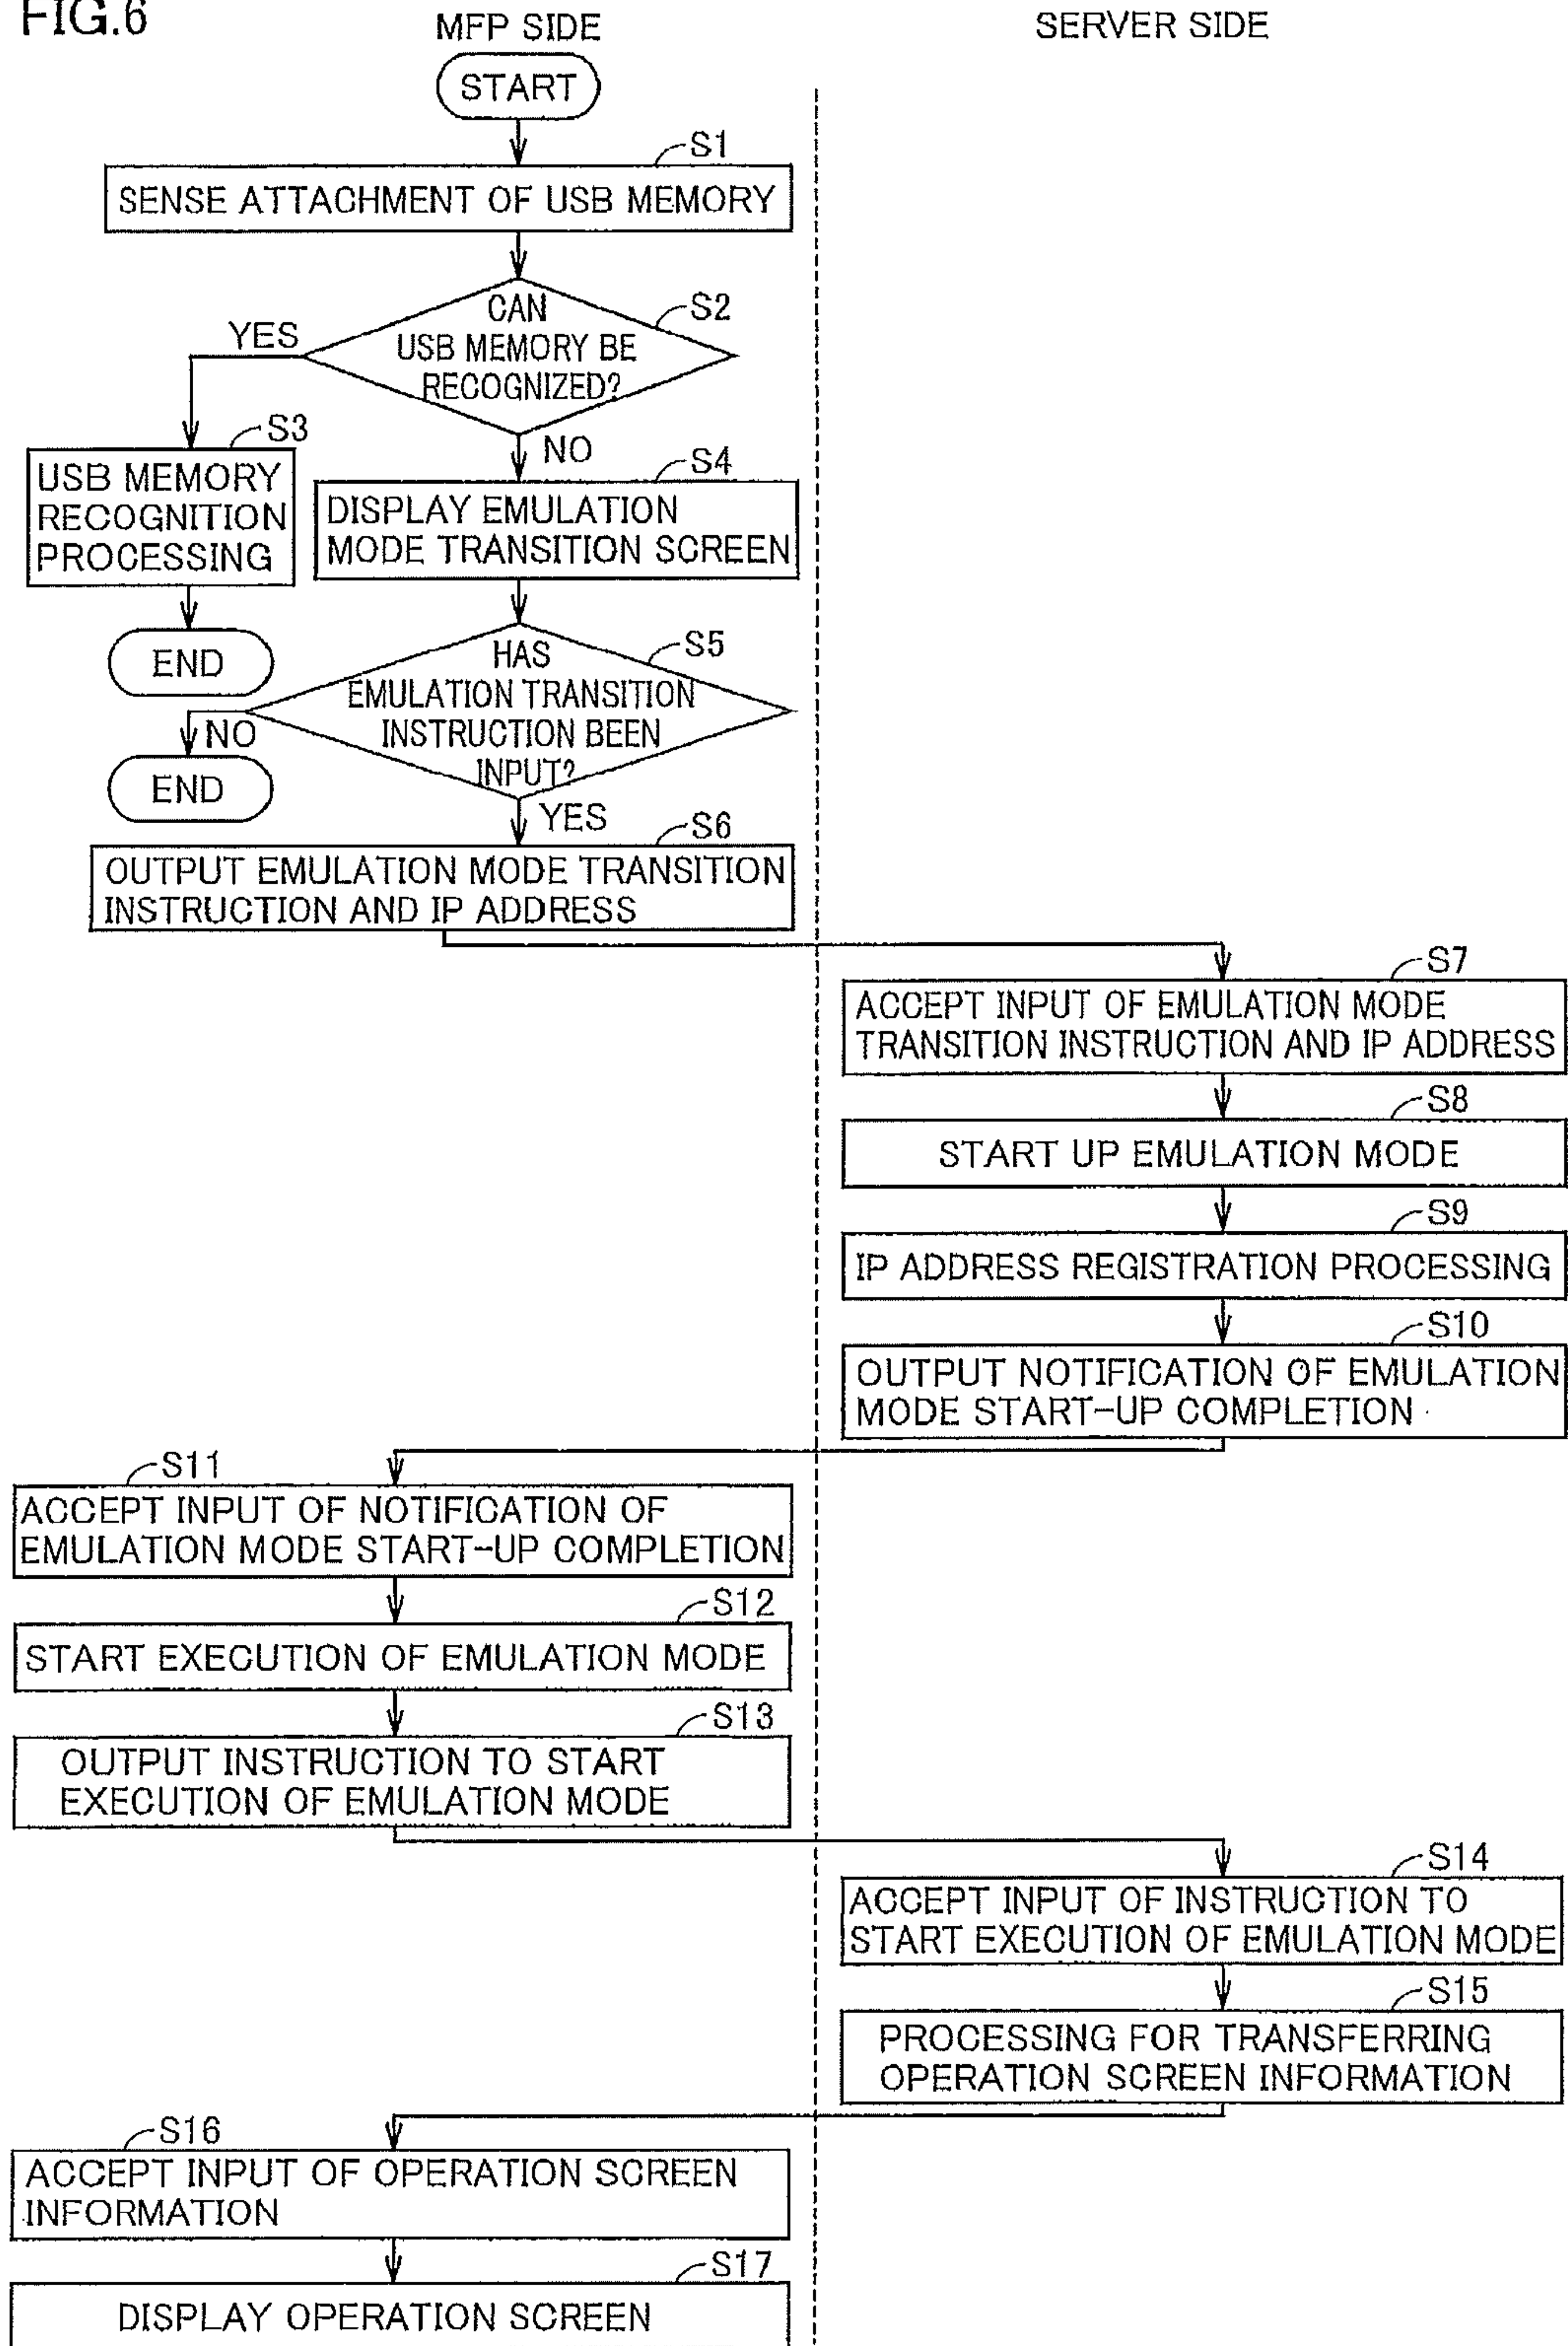 FIG.6
MFP SIDE
SERVER SIDE
START
S1
SENSE ATTACHMENT OF USB MEMORY
S2
CAN
USB MEMORY BE
RECOGNIZED?
YES
NO
S3
USB MEMORY
RECOGNITION
PROCESSING
END
S4
DISPLAY EMULATION
MODE TRANSITION SCREEN
S5
HAS
EMULATION TRANSITION
INSTRUCTION BEEN
INPUT?
NO
END
YES
S6
OUTPUT EMULATION MODE TRANSITION
INSTRUCTION AND IP ADDRESS
S7
ACCEPT INPUT OF EMULATION MODE
TRANSITION INSTRUCTION AND IP ADDRESS
S8
START UP EMULATION MODE
S9
IP ADDRESS REGISTRATION PROCESSING
S10
OUTPUT NOTIFICATION OF EMULATION
MODE START-UP COMPLETION
S11
ACCEPT INPUT OF NOTIFICATION OF
EMULATION MODE START-UP COMPLETION
S12
START EXECUTION OF EMULATION MODE
S13
OUTPUT INSTRUCTION TO START
EXECUTION OF EMULATION MODE
S14
ACCEPT INPUT OF INSTRUCTION TO
START EXECUTION OF EMULATION MODE
S15
PROCESSING FOR TRANSFERRING
OPERATION SCREEN INFORMATION
S16
ACCEPT INPUT OF OPERATION SCREEN
INFORMATION
S17
DISPLAY OPERATION SCREEN